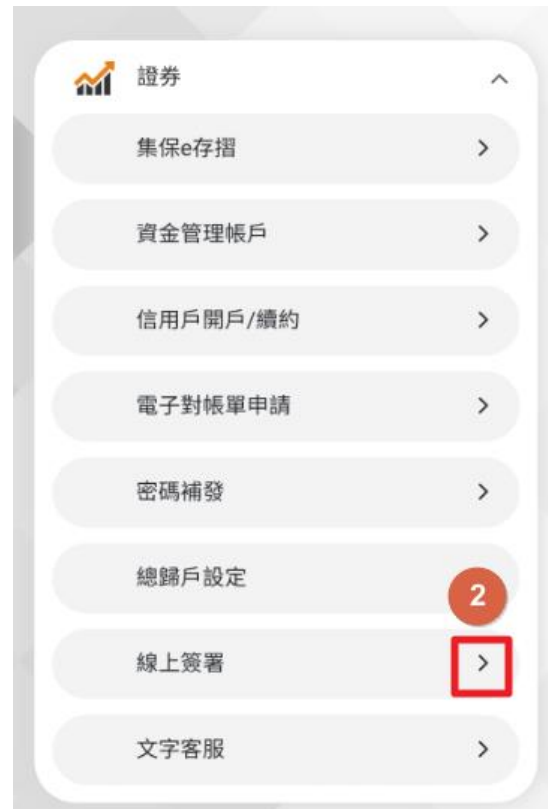 證券
集保e存摺
資金管理帳戶
信用戶開戶/續約
電子對帳單申請
密碼補發
總歸戶設定
2
線上簽署
文字客服